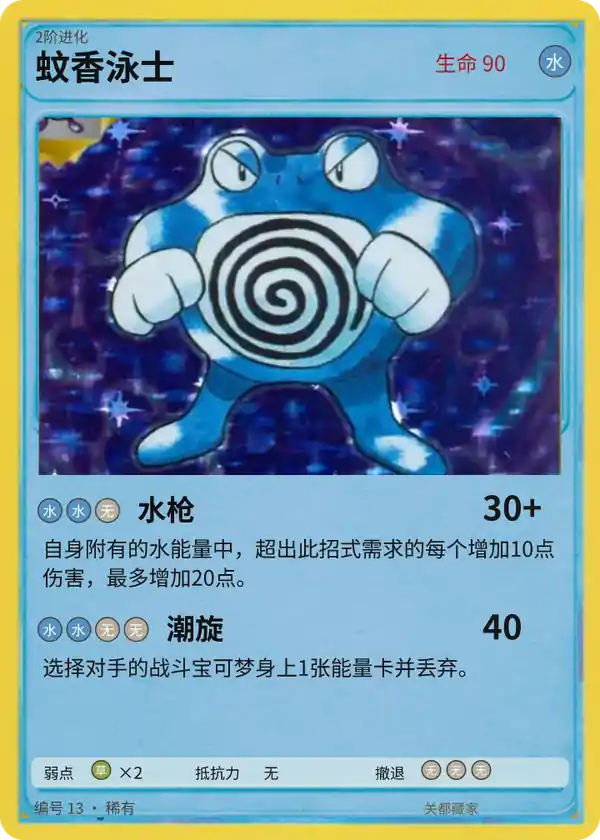 2阶进化
蚊香泳士
生命 90 水
水 水 无 水枪 30+
自身附有的水能量中，超出此招式需求的每个增加10点
伤害，最多增加20点。
水 水 无 无 潮旋 40
选择对手的战斗宝可梦身上1张能量卡并丢弃。
弱点 草 ×2 抵抗力 无 撤退 无 无 无
编号 13 · 稀有 关都藏家